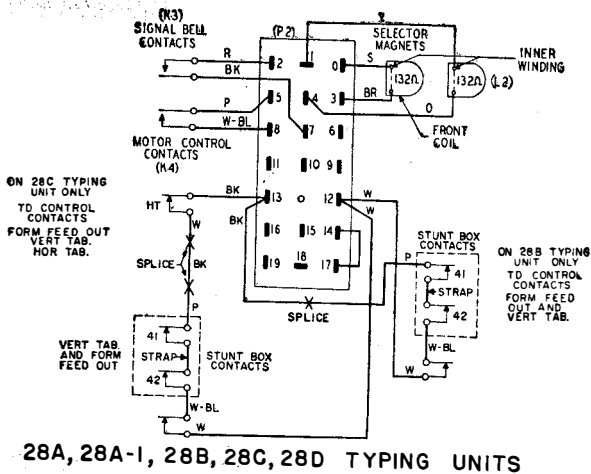 (K3)
SIGNAL BELL
CONTACTS
(P2)
V
SELECTOR
MAGNETS
INNER
WINDING
R
2
1
0
S
132Ω
132Ω
(L2)
BK
P
5
4
3
BR
O
W-BL
8
7
6
FRONT
COIL
MOTOR CONTROL
CONTACTS
(K4)
11
10
9
ON 28C TYPING
UNIT ONLY
TD CONTROL
CONTACTS
FORM FEED OUT
VERT TAB.
HOR TAB.
HT
BK
13
12
W
BK
W
W
16
15
14
STUNT BOX
CONTACTS
ON 28B TYPING
UNIT ONLY
TD CONTROL
CONTACTS
FORM FEED
OUT AND
VERT TAB.
SPLICE
BK
19
18
17
P
41
STRAP
42
P
SPLICE
VERT TAB.
AND FORM
FEED OUT
41
STRAP
42
STUNT BOX
CONTACTS
W-BL
W
W-BL
W
28A, 28A-1, 28B, 28C, 28D TYPING UNITS